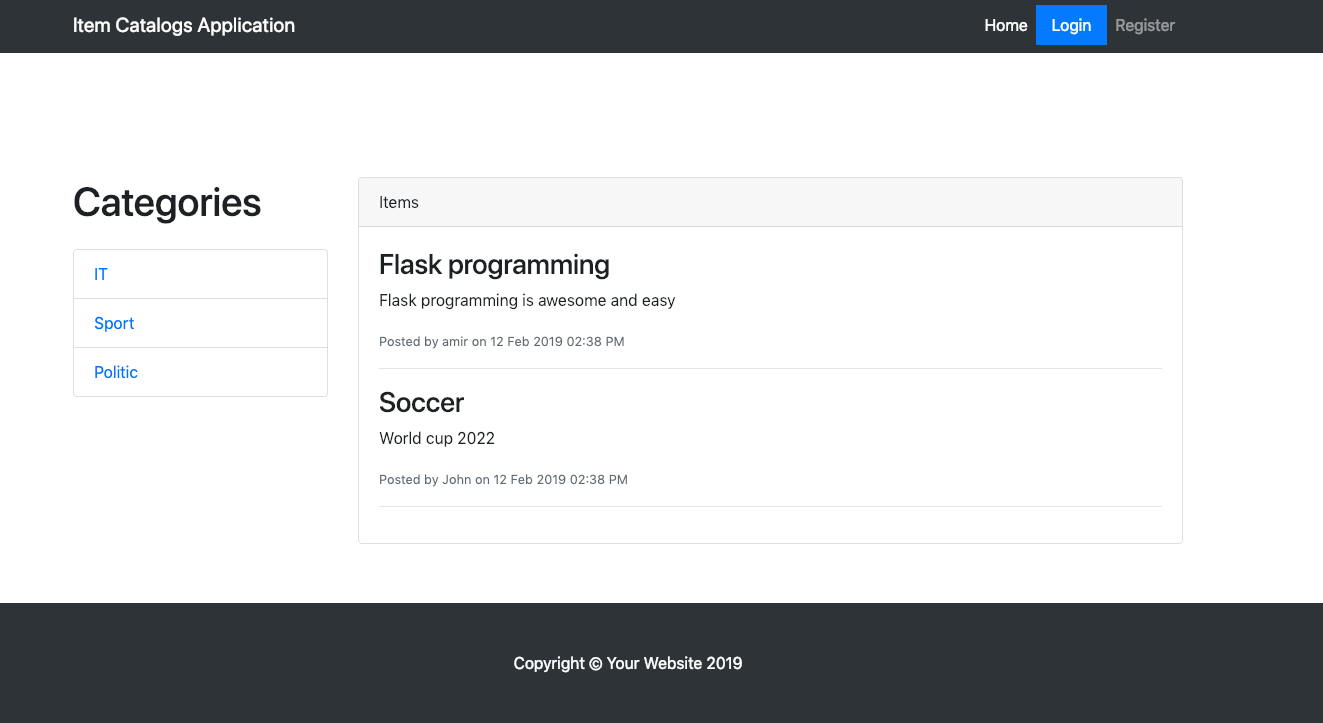 Item Catalogs Application
Home Login Register
Categories
IT
Sport
Politic
Items
Flask programming
Flask programming is awesome and easy
Posted by amir on 12 Feb 2019 02:38 PM
Soccer
World cup 2022
Posted by John on 12 Feb 2019 02:38 PM
Copyright © Your Website 2019